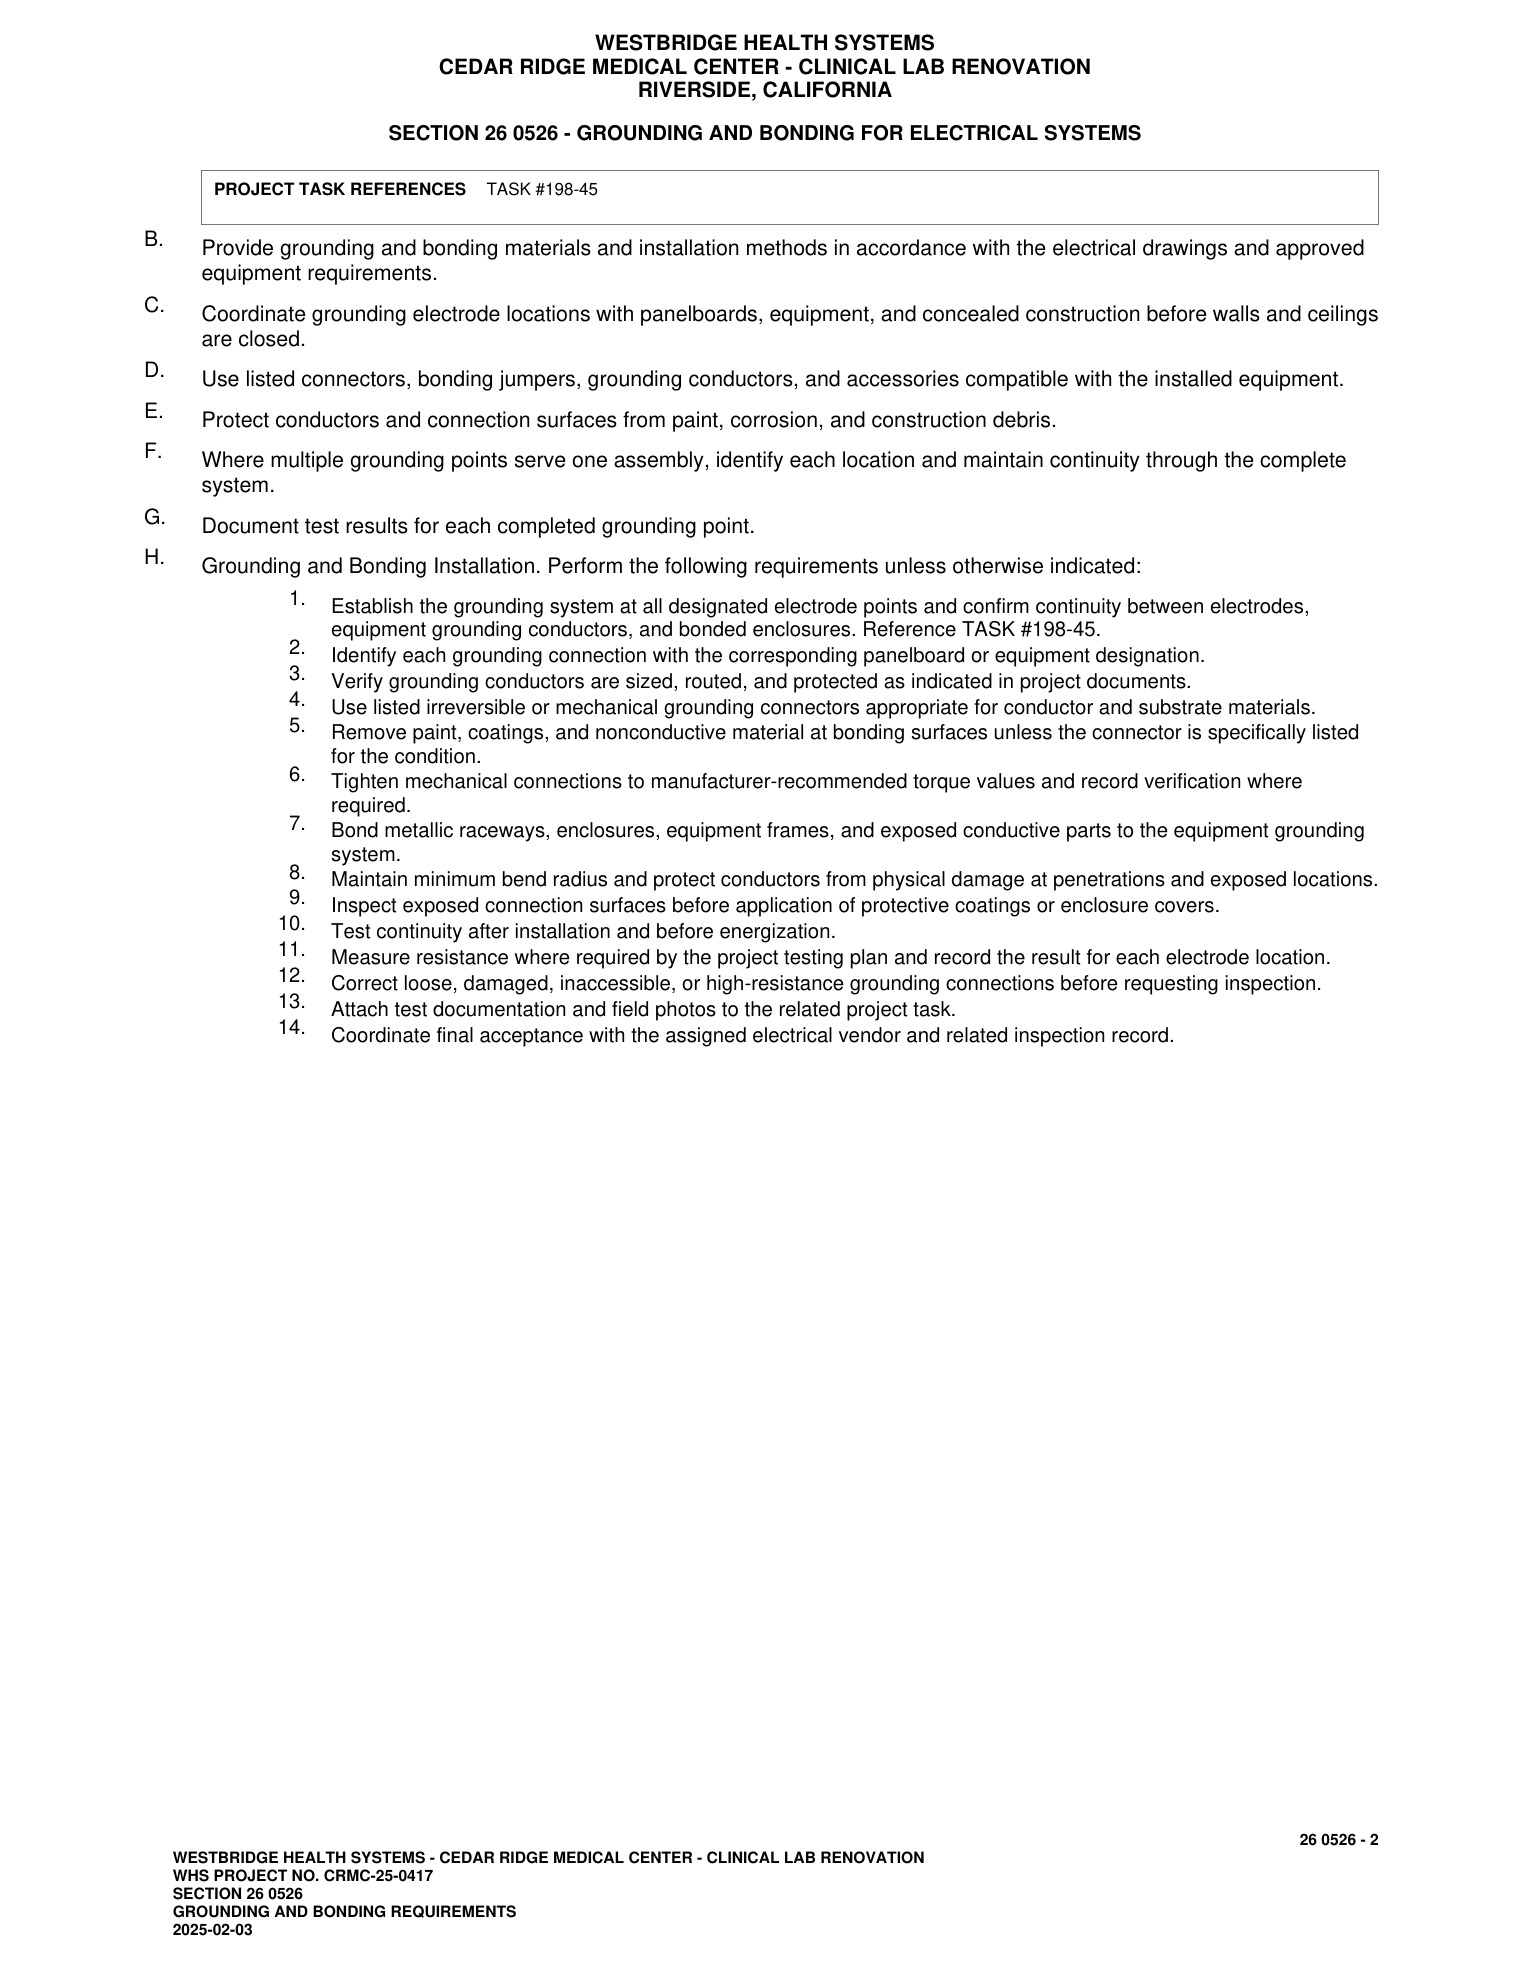 WESTBRIDGE HEALTH SYSTEMS
CEDAR RIDGE MEDICAL CENTER - CLINICAL LAB RENOVATION
RIVERSIDE, CALIFORNIA
SECTION 26 0526 - GROUNDING AND BONDING FOR ELECTRICAL SYSTEMS
PROJECT TASK REFERENCES TASK #198-45
B. Provide grounding and bonding materials and installation methods in accordance with the electrical drawings and approved
equipment requirements.
C. Coordinate grounding electrode locations with panelboards, equipment, and concealed construction before walls and ceilings
are closed.
D. Use listed connectors, bonding jumpers, grounding conductors, and accessories compatible with the installed equipment.
E. Protect conductors and connection surfaces from paint, corrosion, and construction debris.
F. Where multiple grounding points serve one assembly, identify each location and maintain continuity through the complete
system.
G. Document test results for each completed grounding point.
H. Grounding and Bonding Installation. Perform the following requirements unless otherwise indicated:
1. Establish the grounding system at all designated electrode points and confirm continuity between electrodes,
equipment grounding conductors, and bonded enclosures. Reference TASK #198-45.
2. Identify each grounding connection with the corresponding panelboard or equipment designation.
3. Verify grounding conductors are sized, routed, and protected as indicated in project documents.
4. Use listed irreversible or mechanical grounding connectors appropriate for conductor and substrate materials.
5. Remove paint, coatings, and nonconductive material at bonding surfaces unless the connector is specifically listed
for the condition.
6. Tighten mechanical connections to manufacturer-recommended torque values and record verification where
required.
7. Bond metallic raceways, enclosures, equipment frames, and exposed conductive parts to the equipment grounding
system.
8. Maintain minimum bend radius and protect conductors from physical damage at penetrations and exposed locations.
9. Inspect exposed connection surfaces before application of protective coatings or enclosure covers.
10. Test continuity after installation and before energization.
11. Measure resistance where required by the project testing plan and record the result for each electrode location.
12. Correct loose, damaged, inaccessible, or high-resistance grounding connections before requesting inspection.
13. Attach test documentation and field photos to the related project task.
14. Coordinate final acceptance with the assigned electrical vendor and related inspection record.
26 0526 - 2
WESTBRIDGE HEALTH SYSTEMS - CEDAR RIDGE MEDICAL CENTER - CLINICAL LAB RENOVATION
WHS PROJECT NO. CRMC-25-0417
SECTION 26 0526
GROUNDING AND BONDING REQUIREMENTS
2025-02-03